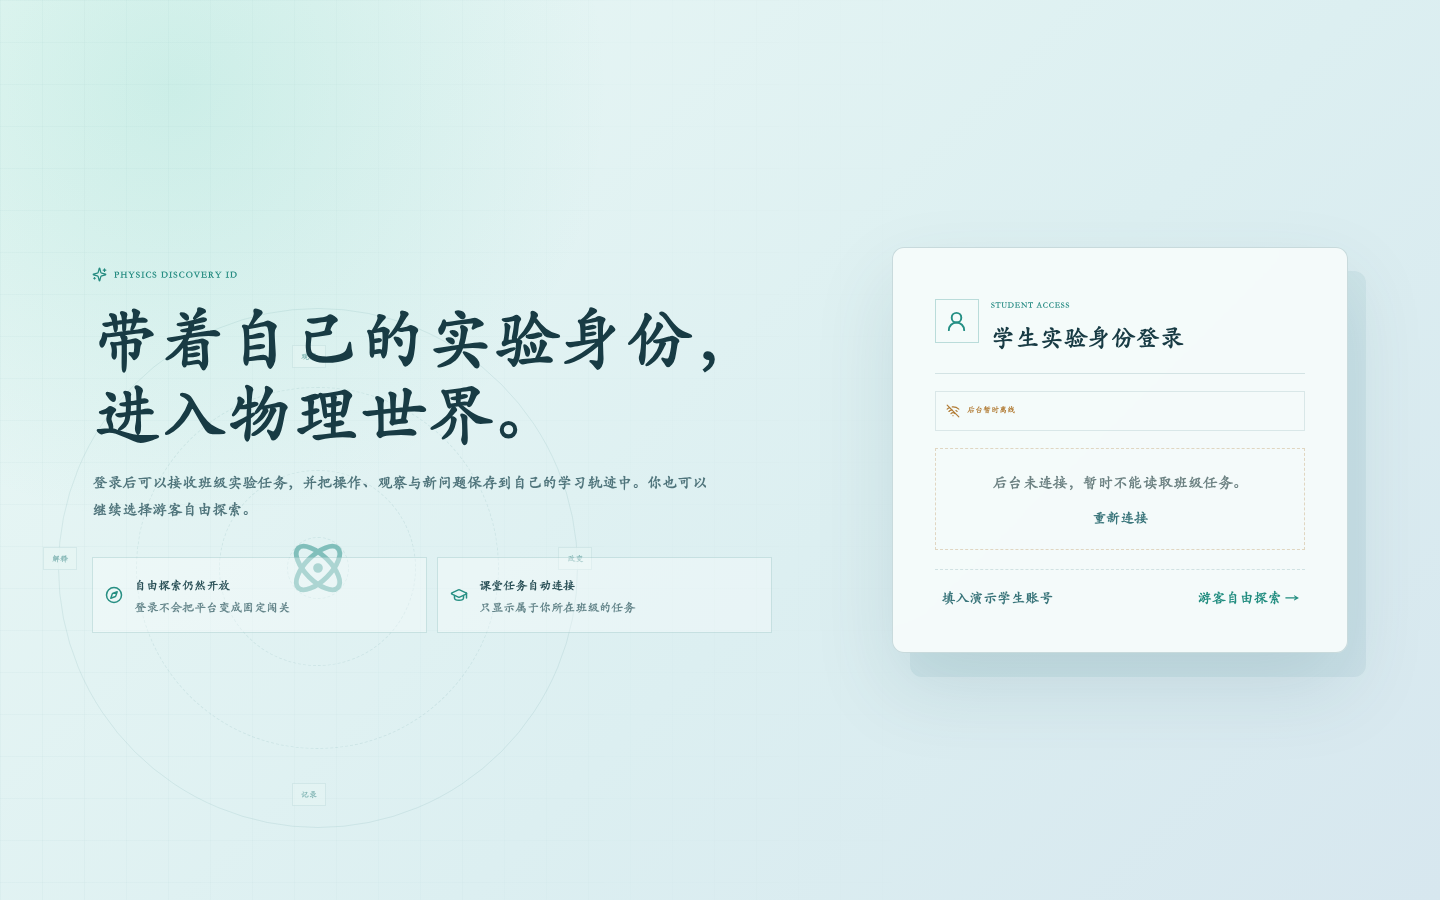 PHYSICS DISCOVERY ID
带着自己的实验身份，
进入物理世界。
登录后可以接收班级实验任务，并把操作、观察与新问题保存到自己的学习轨迹中。你也可以
继续选择游客自由探索。
解释
改变
自由探索仍然开放
登录不会把平台变成固定闯关
课堂任务自动连接
只显示属于你所在班级的任务
记录
STUDENT ACCESS
学生实验身份登录
后台暂时离线
后台未连接，暂时不能读取班级任务。
重新连接
填入演示学生账号
游客自由探索 →